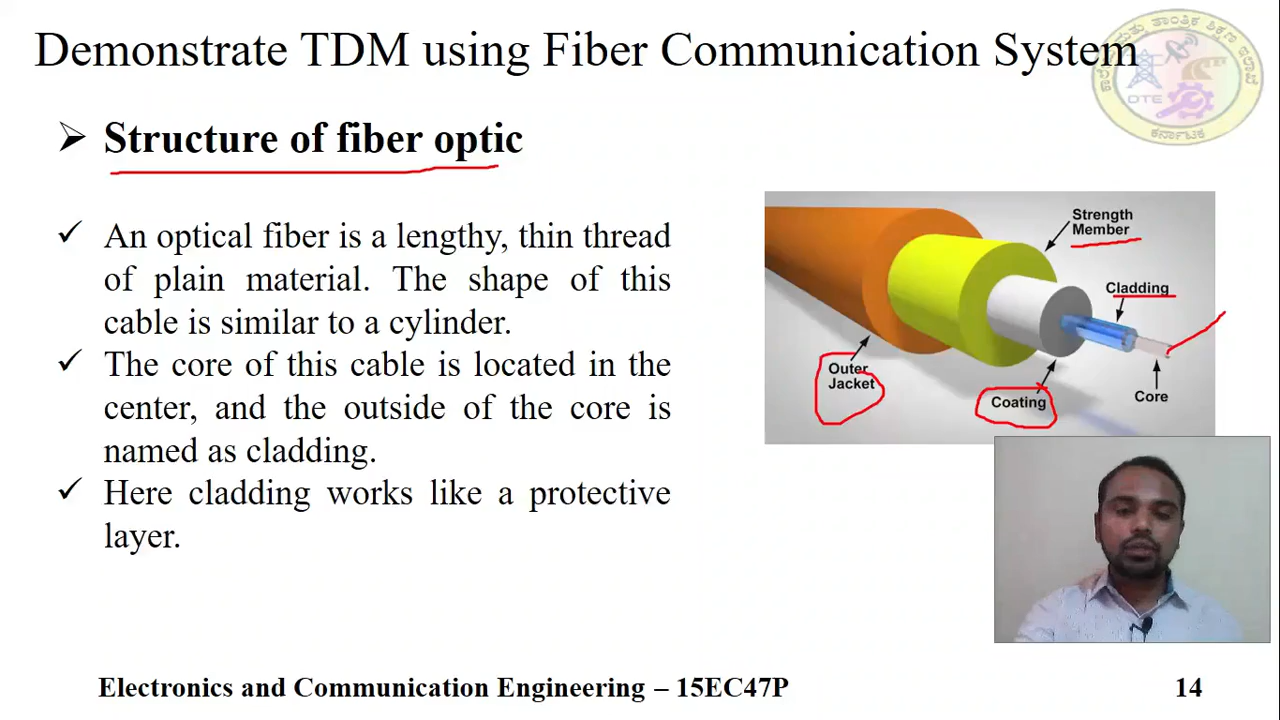 Demonstrate TDM using Fiber Communication System
DTE
ಕರ್ನಾಟಕ
➢ Structure of fiber optic
✓ An optical fiber is a lengthy, thin thread
of plain material. The shape of this
cable is similar to a cylinder.
✓ The core of this cable is located in the
center, and the outside of the core is
named as cladding.
✓ Here cladding works like a protective
layer.
Strength
Member
Cladding
Outer
Jacket
Coating
Core
Electronics and Communication Engineering – 15EC47P
14